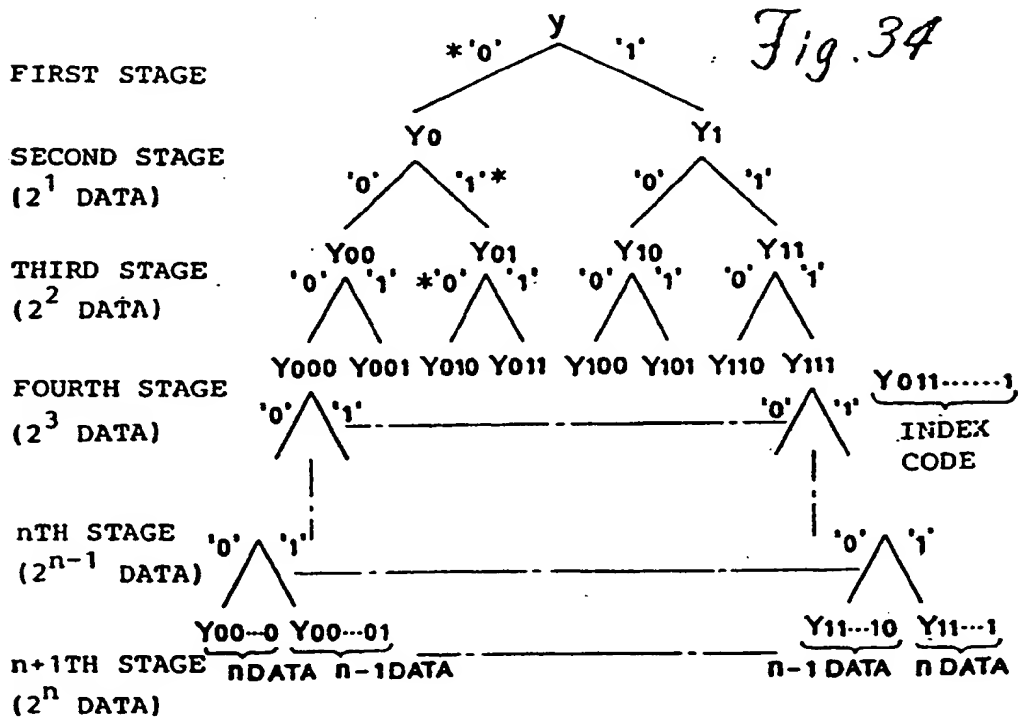 Fig. 34
y
*'0' '1'
FIRST STAGE
Y0 Y1
SECOND STAGE
(2^1 DATA)
'0' '1'* '0' '1'
Y00 Y01 Y10 Y11
THIRD STAGE
(2^2 DATA)
'0' '1' *'0' '1' '0' '1' '0' '1'
Y000 Y001 Y010 Y011 Y100 Y101 Y110 Y111
FOURTH STAGE
(2^3 DATA)
'0' '1' '0' '1'
Y011······1
INDEX
CODE
nTH STAGE
(2^n-1 DATA)
'0' '1' '0' '1'
Y00···0 Y00···01 Y11···10 Y11···1
n DATA n-1 DATA n-1 DATA n DATA
n+1TH STAGE
(2^n DATA)